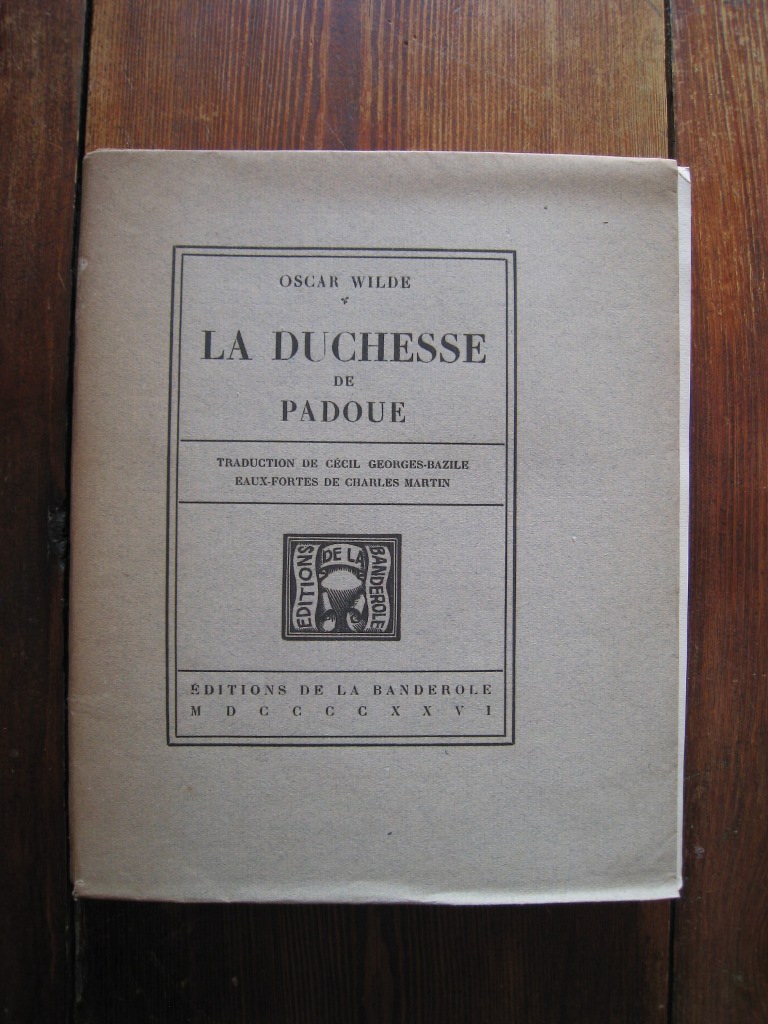 OSCAR WILDE
LA DUCHESSE
DE
PADOUE
TRADUCTION DE CÉCIL GEORGES-BAZILE
EAUX-FORTES DE CHARLES MARTIN
EDITIONS DE LA BANDEROLE
ÉDITIONS DE LA BANDEROLE
M D C C C C X X V I